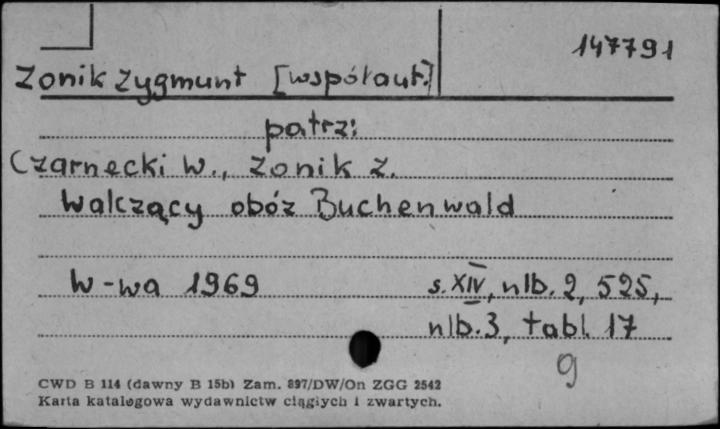 147791
Zonik Zygmunt [współaut.]
patrz:
Czarnecki W., Zonik Z.
Walczący obóz Buchenwald
W-wa 1969 s. XIV, nlb. 2, 525,
nlb. 3, tabl. 17
9
CWD B 114 (dawny B 15b) Zam. 897/DW/On ZGG 2542
Karta katalogowa wydawnictw ciągłych i zwartych.